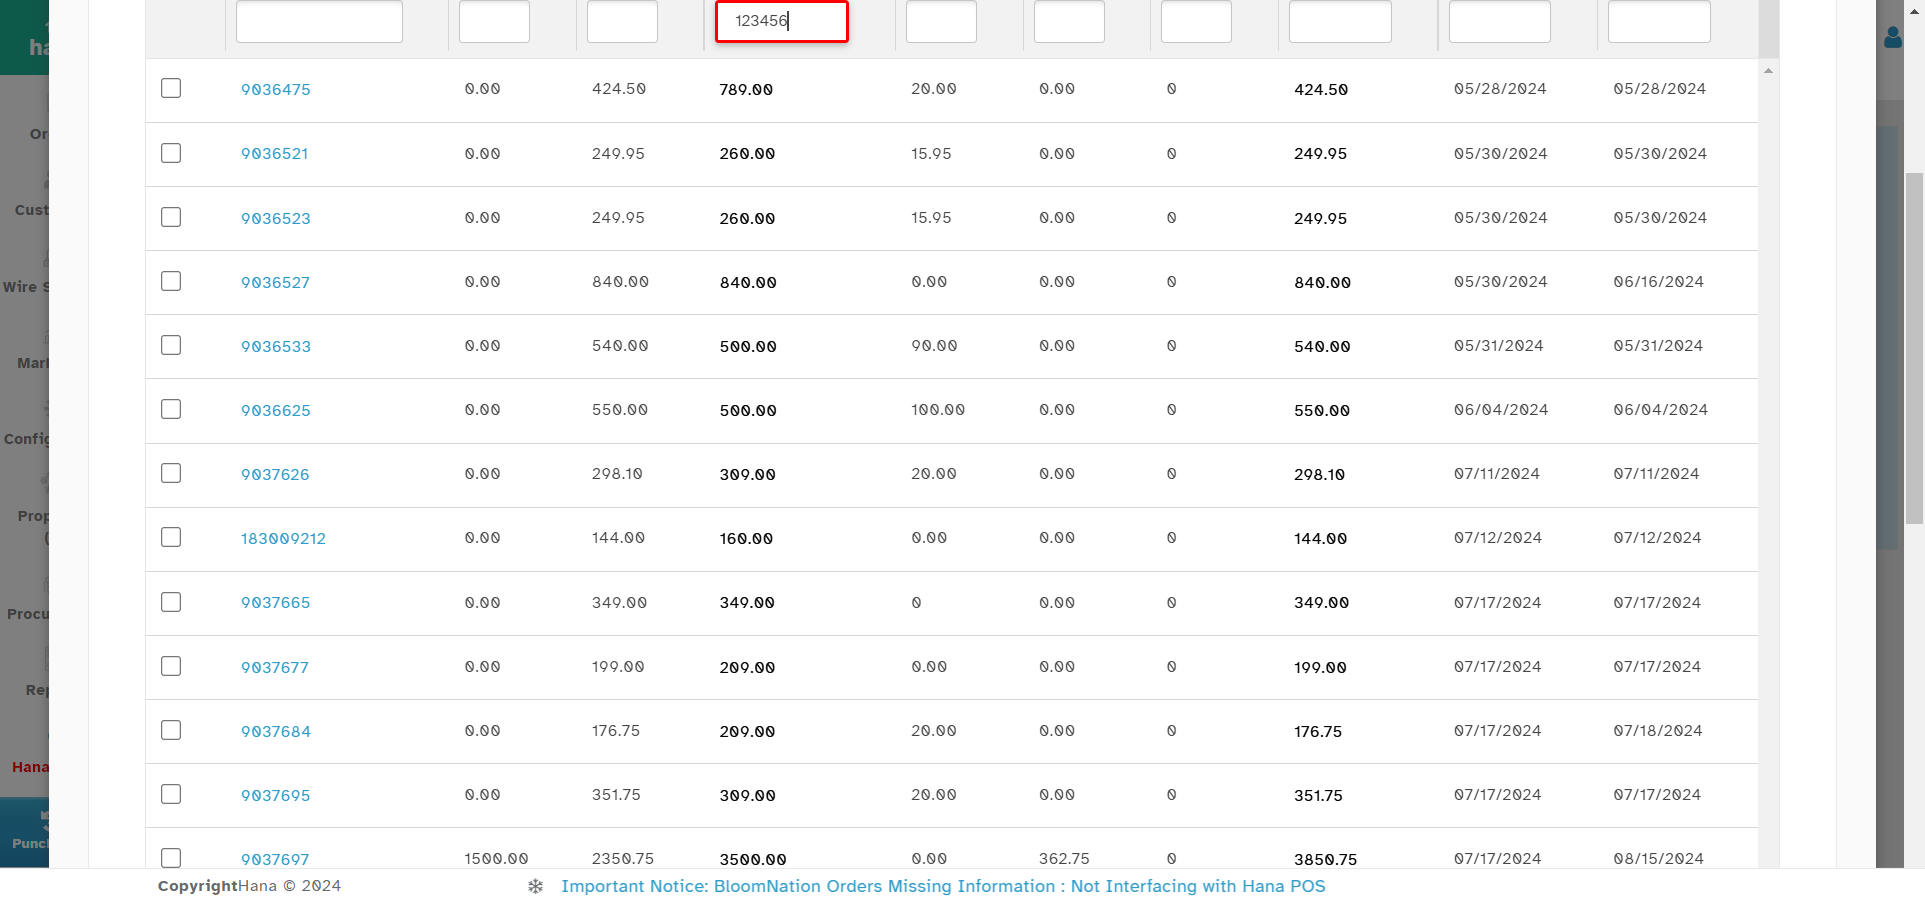 123456
ha
9036475 0.00 424.50 789.00 20.00 0.00 0 424.50 05/28/2024 05/28/2024
Or
9036521 0.00 249.95 260.00 15.95 0.00 0 249.95 05/30/2024 05/30/2024
Cust
9036523 0.00 249.95 260.00 15.95 0.00 0 249.95 05/30/2024 05/30/2024
Wire S
9036527 0.00 840.00 840.00 0.00 0.00 0 840.00 05/30/2024 06/16/2024
Mark
9036533 0.00 540.00 500.00 90.00 0.00 0 540.00 05/31/2024 05/31/2024
9036625 0.00 550.00 500.00 100.00 0.00 0 550.00 06/04/2024 06/04/2024
Config
9037626 0.00 298.10 309.00 20.00 0.00 0 298.10 07/11/2024 07/11/2024
Prop
(
183009212 0.00 144.00 160.00 0.00 0.00 0 144.00 07/12/2024 07/12/2024
9037665 0.00 349.00 349.00 0 0.00 0 349.00 07/17/2024 07/17/2024
Procu
9037677 0.00 199.00 209.00 0.00 0.00 0 199.00 07/17/2024 07/17/2024
Rep
9037684 0.00 176.75 209.00 20.00 0.00 0 176.75 07/17/2024 07/18/2024
Hana
9037695 0.00 351.75 309.00 20.00 0.00 0 351.75 07/17/2024 07/17/2024
Punch
9037697 1500.00 2350.75 3500.00 0.00 362.75 0 3850.75 07/17/2024 08/15/2024
CopyrightHana © 2024
Important Notice: BloomNation Orders Missing Information : Not Interfacing with Hana POS